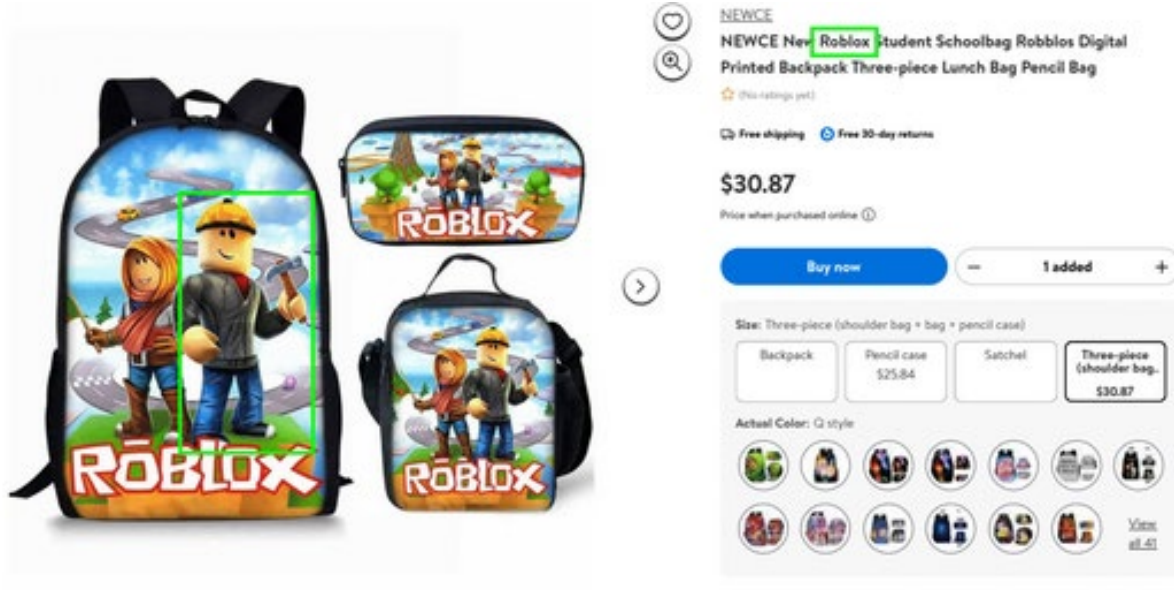 RŌBLOX
RŌBLOX
RŌBLOX
NEWCE
NEWCE New Roblox Student Schoolbag Robblos Digital
Printed Backpack Three-piece Lunch Bag Pencil Bag
(No ratings yet)
Free shipping Free 30-day returns
$30.87
Price when purchased online
Buy now − 1 added +
Size: Three-piece (shoulder bag + bag + pencil case)
Backpack
Pencil case
$25.84
Satchel
Three-piece
(shoulder bag..
$30.87
Actual Color: Q style
View
all 41